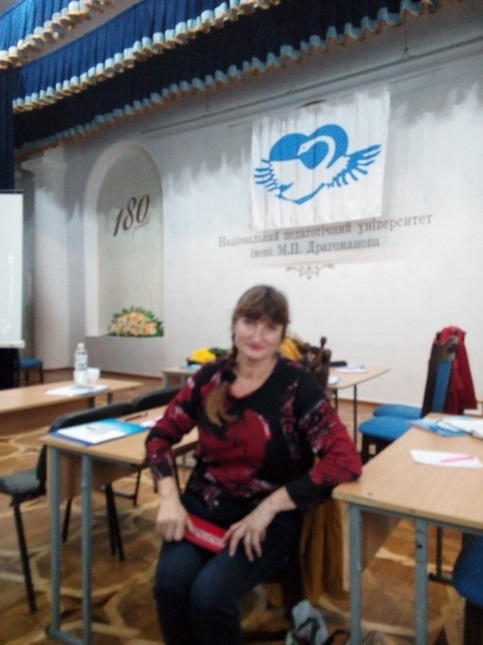 180
Національний педагогічний університет
імені М.П. Драгоманова